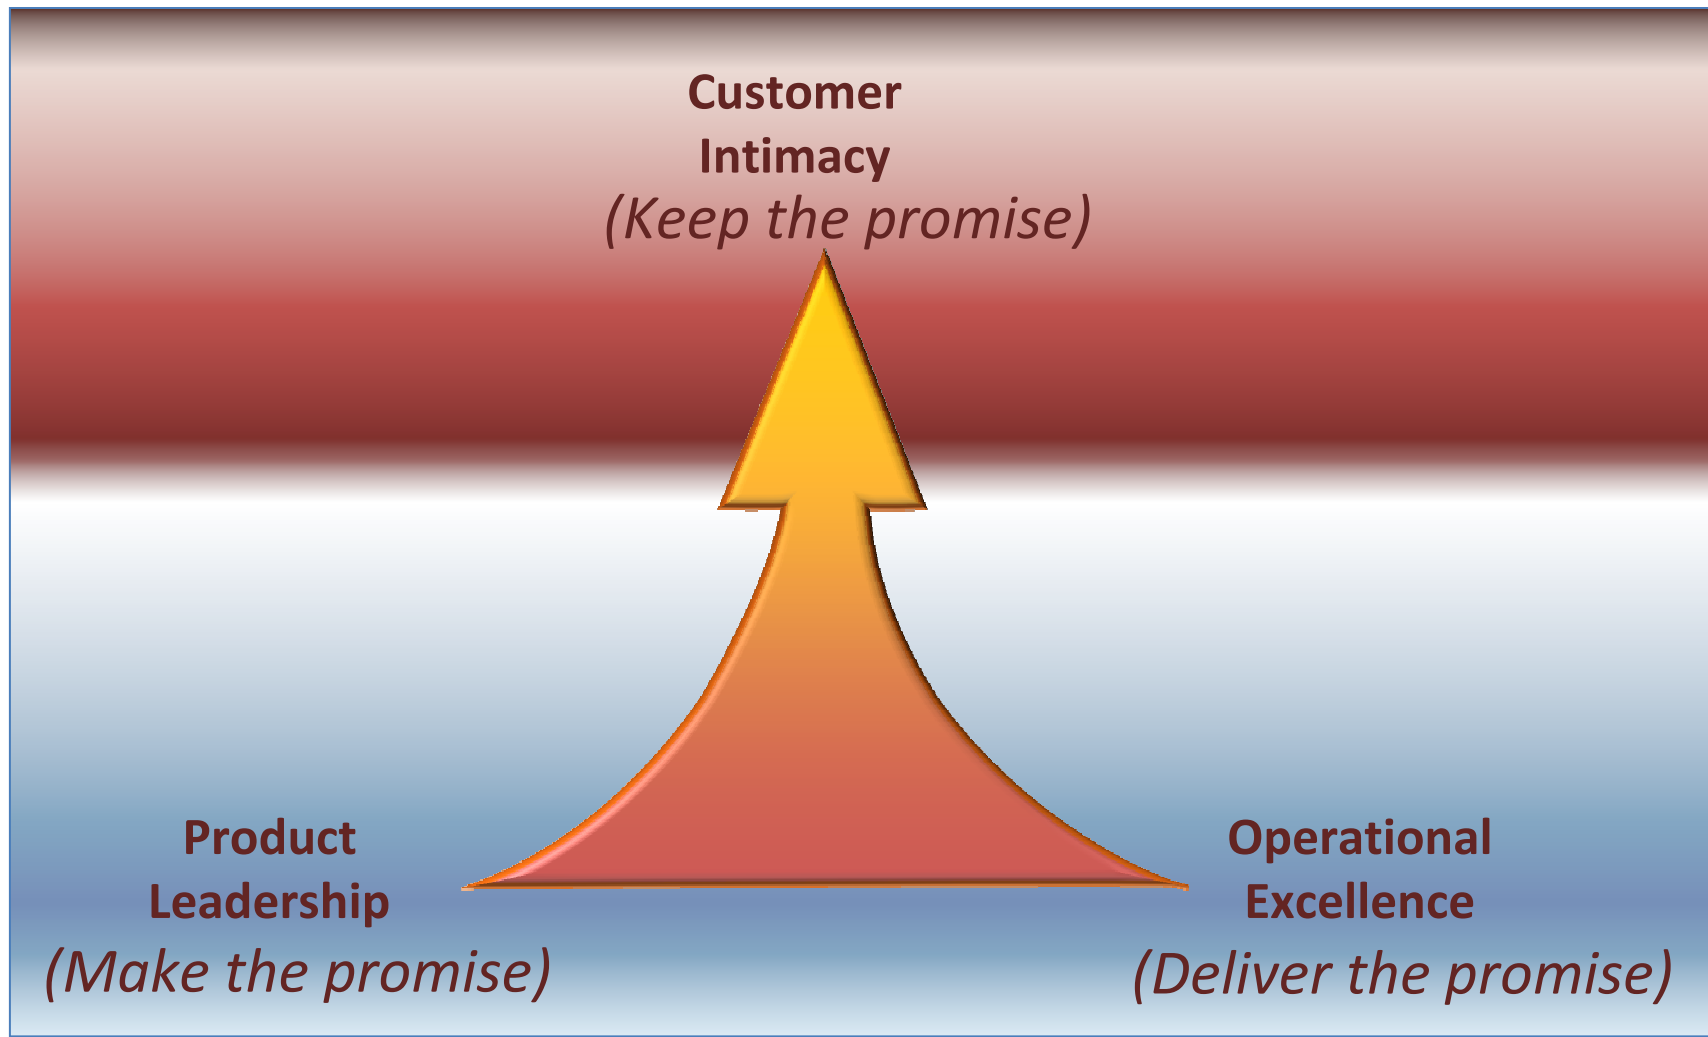 Customer
Intimacy
(Keep the promise)
Product
Leadership
(Make the promise)
Operational
Excellence
(Deliver the promise)